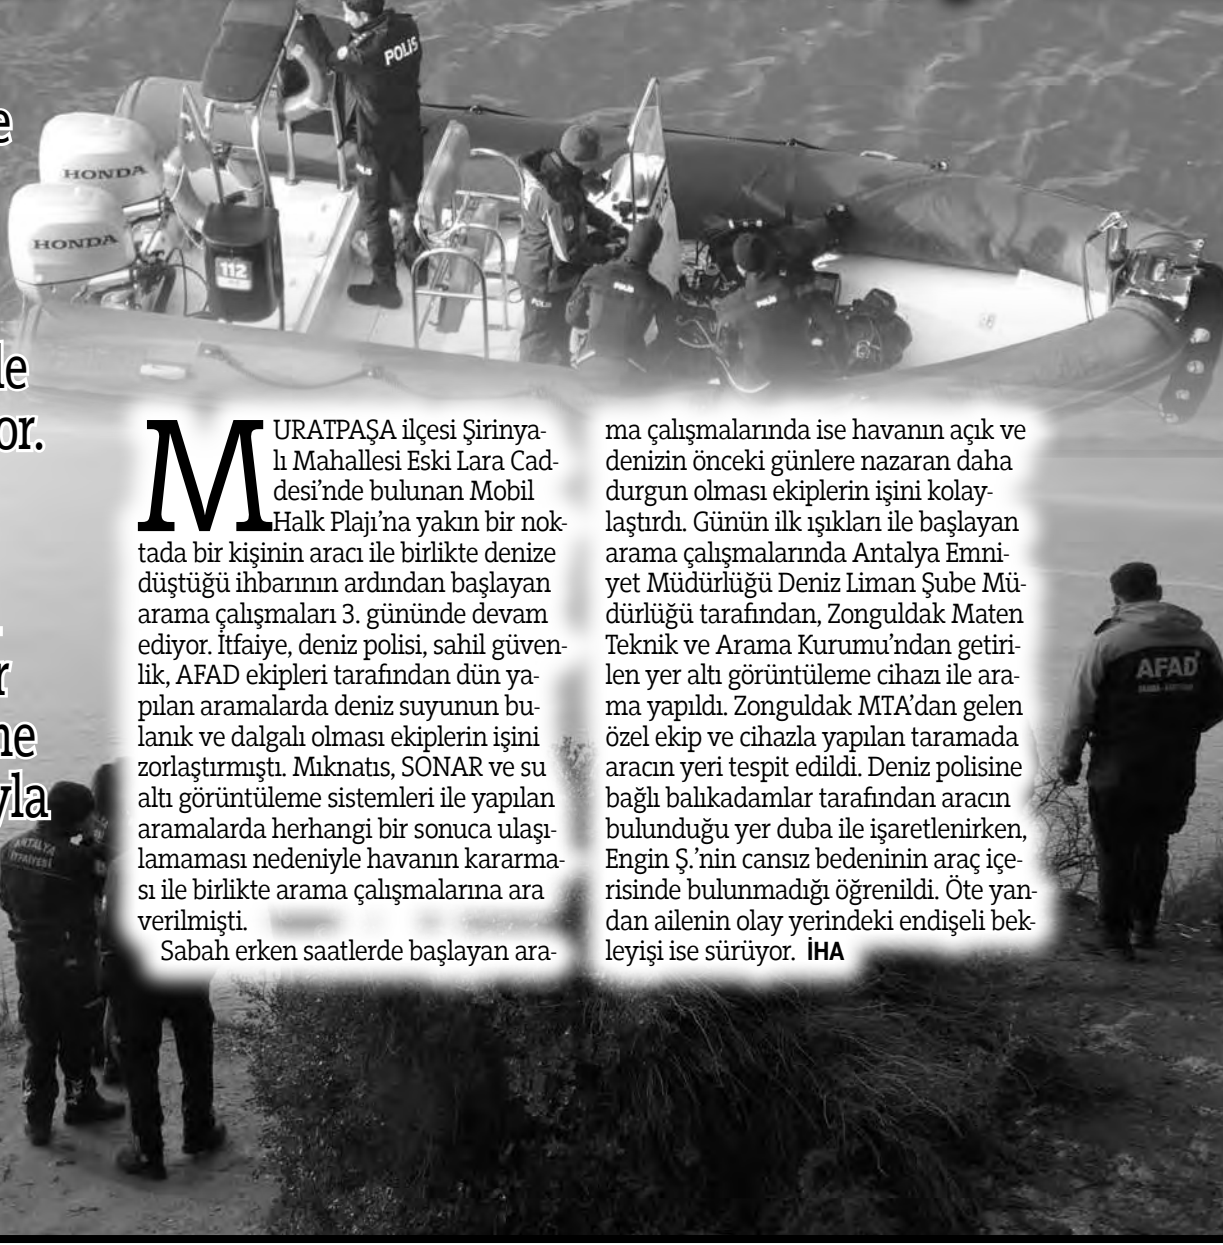 POLIS
HONDA
HONDA
112
POLIS
POLIS
e
le
or.
r
ne
yla
MURATPAŞA ilçesi Şirinya-
lı Mahallesi Eski Lara Cad-
desi’nde bulunan Mobil
Halk Plajı’na yakın bir nok-
tada bir kişinin aracı ile birlikte denize
düştüğü ihbarının ardından başlayan
arama çalışmaları 3. gününde devam
ediyor. İtfaiye, deniz polisi, sahil güven-
lik, AFAD ekipleri tarafından dün ya-
pılan aramalarda deniz suyunun bu-
lanık ve dalgalı olması ekiplerin işini
zorlaştırmıştı. Mıknatıs, SONAR ve su
altı görüntüleme sistemleri ile yapılan
aramalarda herhangi bir sonuca ulaşı-
lamaması nedeniyle havanın kararma-
sı ile birlikte arama çalışmalarına ara
verilmişti.
Sabah erken saatlerde başlayan ara-
ma çalışmalarında ise havanın açık ve
denizin önceki günlere nazaran daha
durgun olması ekiplerin işini kolay-
laştırdı. Günün ilk ışıkları ile başlayan
arama çalışmalarında Antalya Emni-
yet Müdürlüğü Deniz Liman Şube Mü-
dürlüğü tarafından, Zonguldak Maten
Teknik ve Arama Kurumu’ndan getiri-
len yer altı görüntüleme cihazı ile ara-
ma yapıldı. Zonguldak MTA’dan gelen
özel ekip ve cihazla yapılan taramada
aracın yeri tespit edildi. Deniz polisine
bağlı balıkadamlar tarafından aracın
bulunduğu yer duba ile işaretlenirken,
Engin Ş.’nin cansız bedeninin araç içe-
risinde bulunmadığı öğrenildi. Öte yan-
dan ailenin olay yerindeki endişeli bek-
leyişi ise sürüyor. İHA
AFAD
ANTALYA
İTFAİYESİ